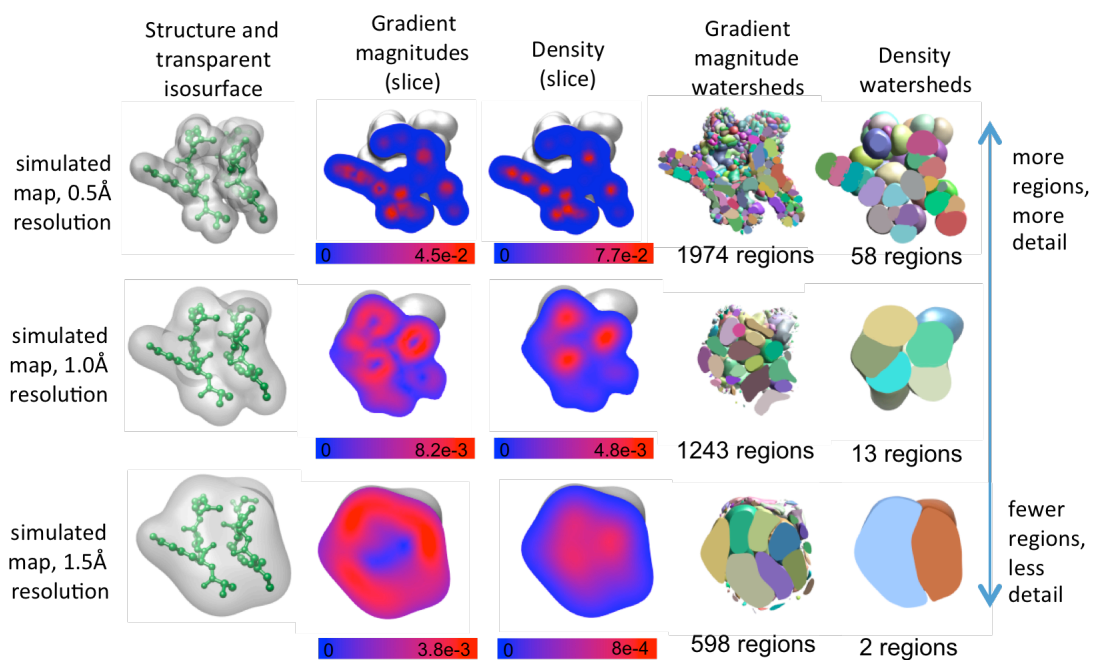 Structure and
transparent
isosurface
Gradient
magnitudes
(slice)
Density
(slice)
Gradient
magnitude
watersheds
Density
watersheds
simulated
map, 0.5Å
resolution
0 4.5e-2
0 7.7e-2
1974 regions
58 regions
more
regions,
more
detail
simulated
map, 1.0Å
resolution
0 8.2e-3
0 4.8e-3
1243 regions
13 regions
simulated
map, 1.5Å
resolution
0 3.8e-3
0 8e-4
598 regions
2 regions
fewer
regions,
less
detail